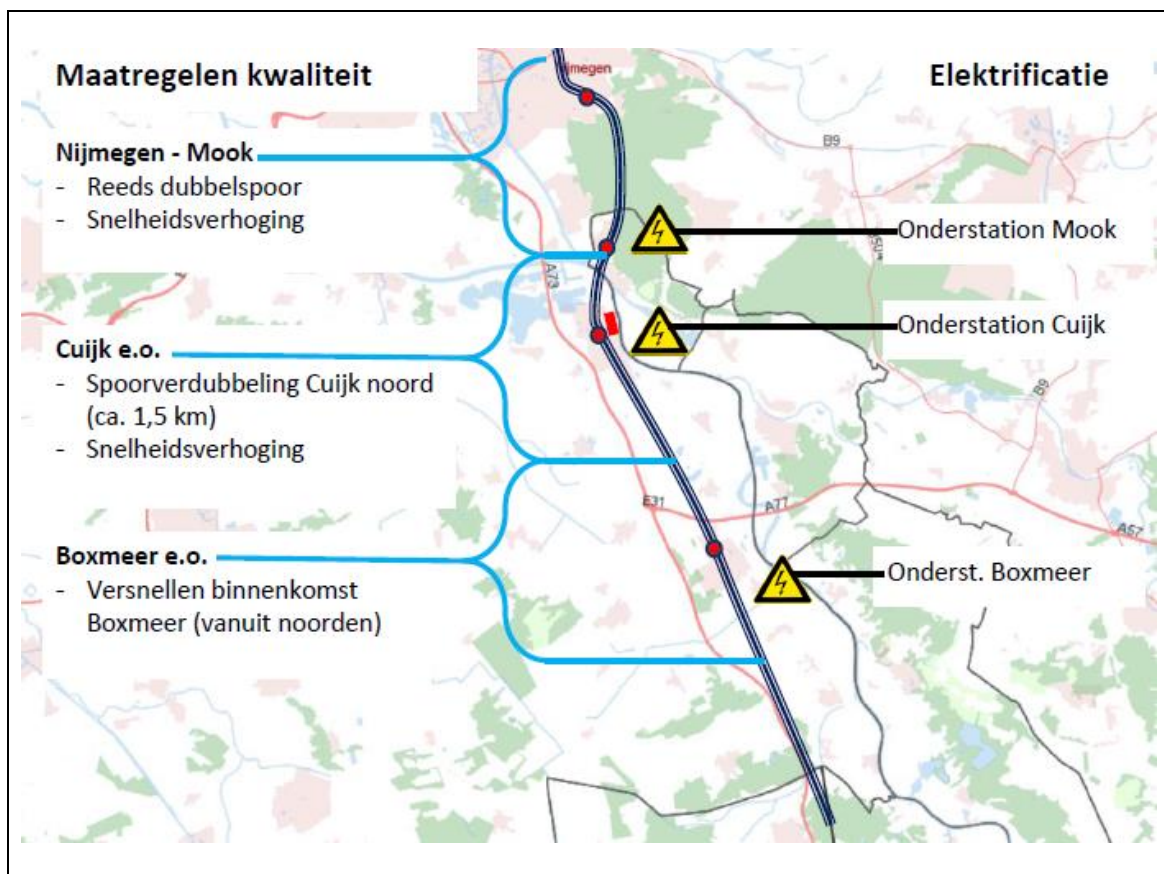 Maatregelen kwaliteit
Elektrificatie
Nijmegen - Mook
- Reeds dubbelspoor
- Snelheidsverhoging
Cuijk e.o.
- Spoorverdubbeling Cuijk noord
(ca. 1,5 km)
- Snelheidsverhoging
Boxmeer e.o.
- Versnellen binnenkomst
Boxmeer (vanuit noorden)
B9
Onderstation Mook
A73
Onderstation Cuijk
B9
E31
A77
A57
Onderst. Boxmeer